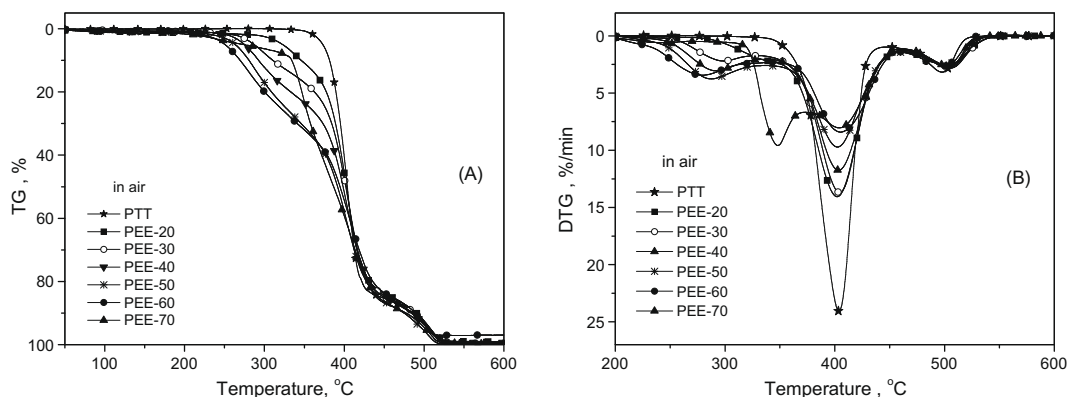 0
20
40
60
80
100
TG, %
(A)
in air
PTT
PEE-20
PEE-30
PEE-40
PEE-50
PEE-60
PEE-70
100 200 300 400 500 600
Temperature, °C
0
5
10
15
20
25
DTG , %/min
(B)
in air
PTT
PEE-20
PEE-30
PEE-40
PEE-50
PEE-60
PEE-70
200 300 400 500 600
Temperature , °C